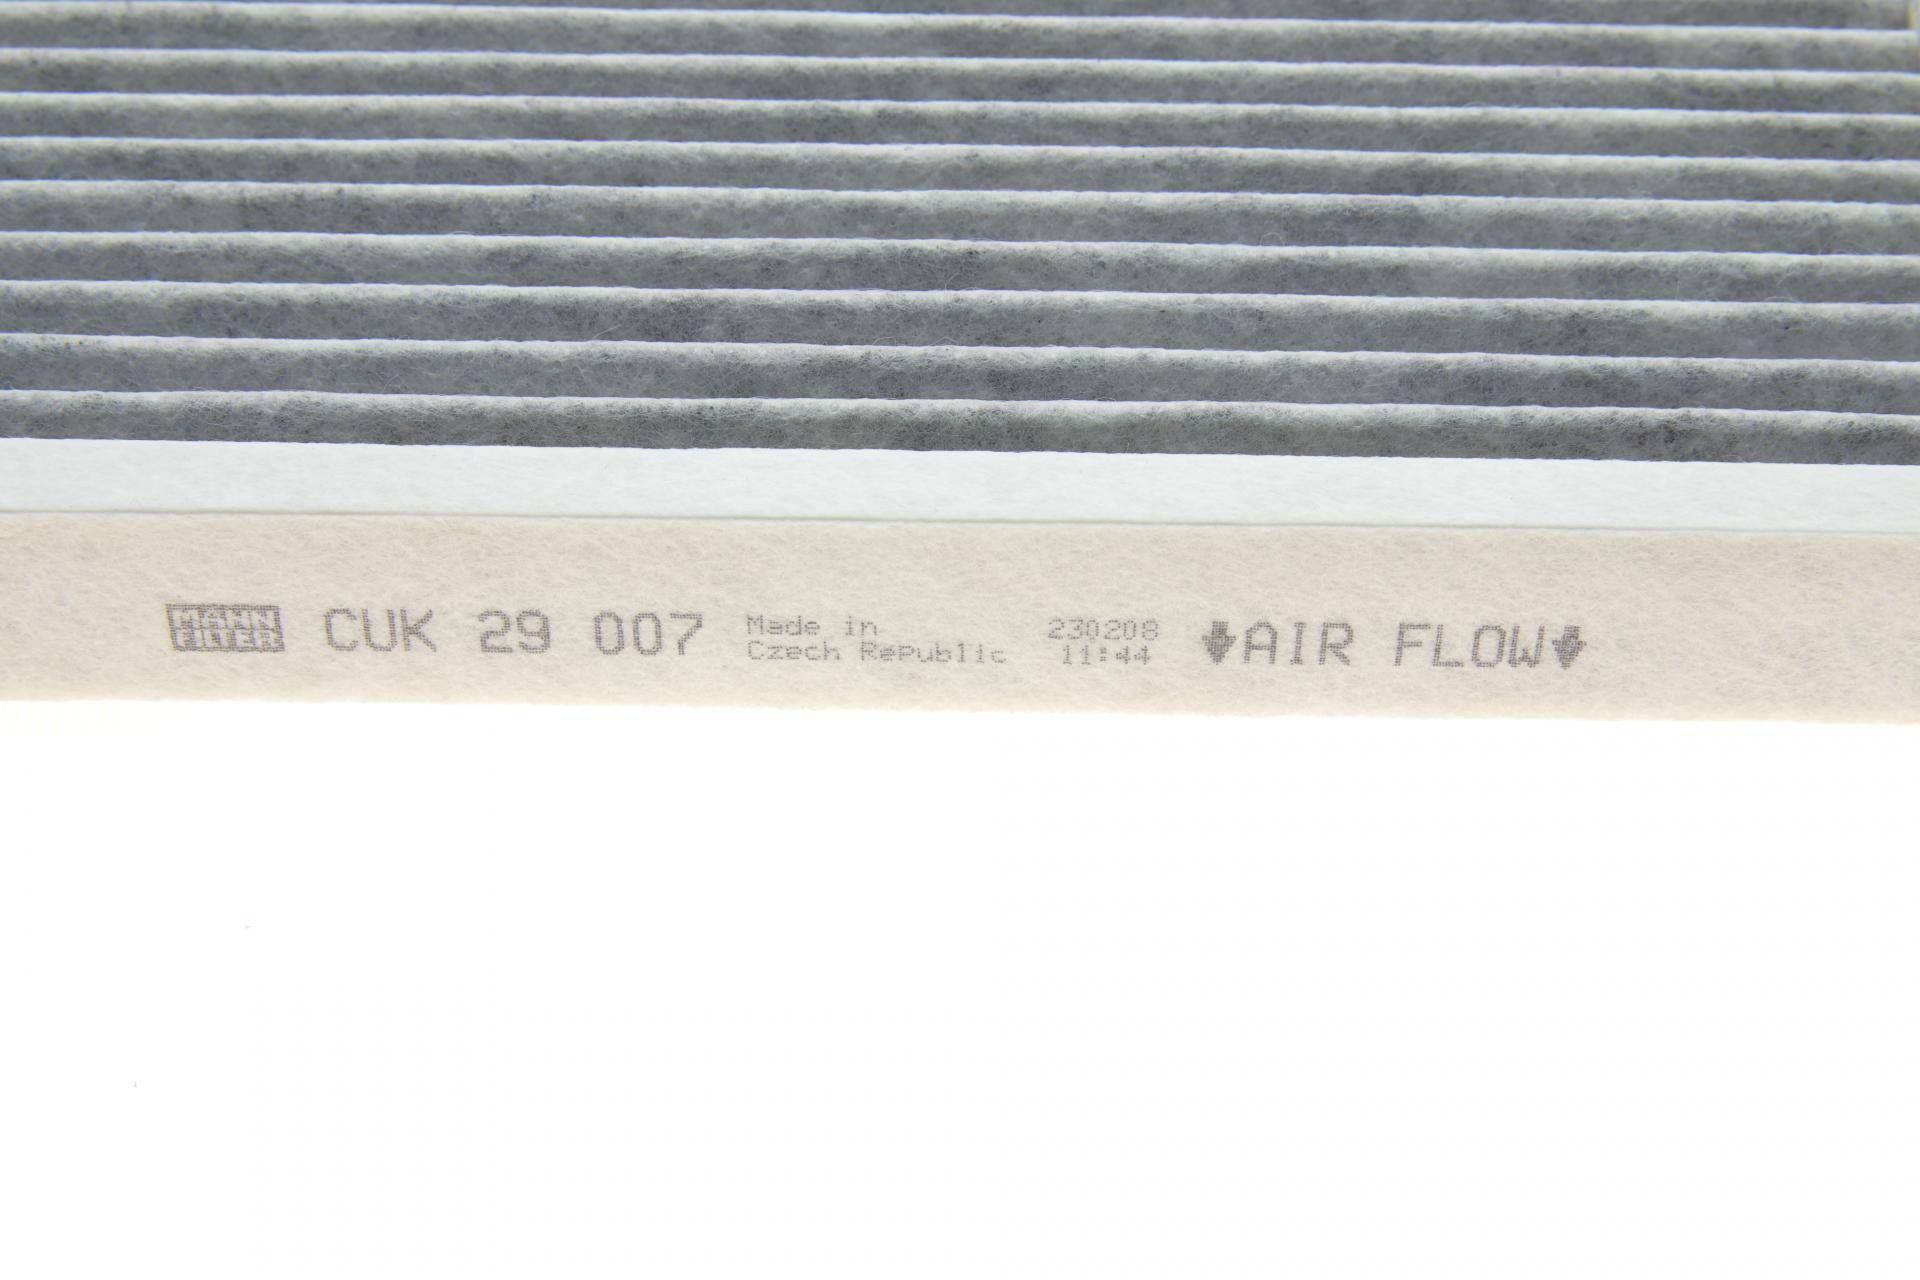 MANN
FILTER
CUK 29 007
Made in
Czech Republic
230208
11:44
⬇AIR FLOW⬇